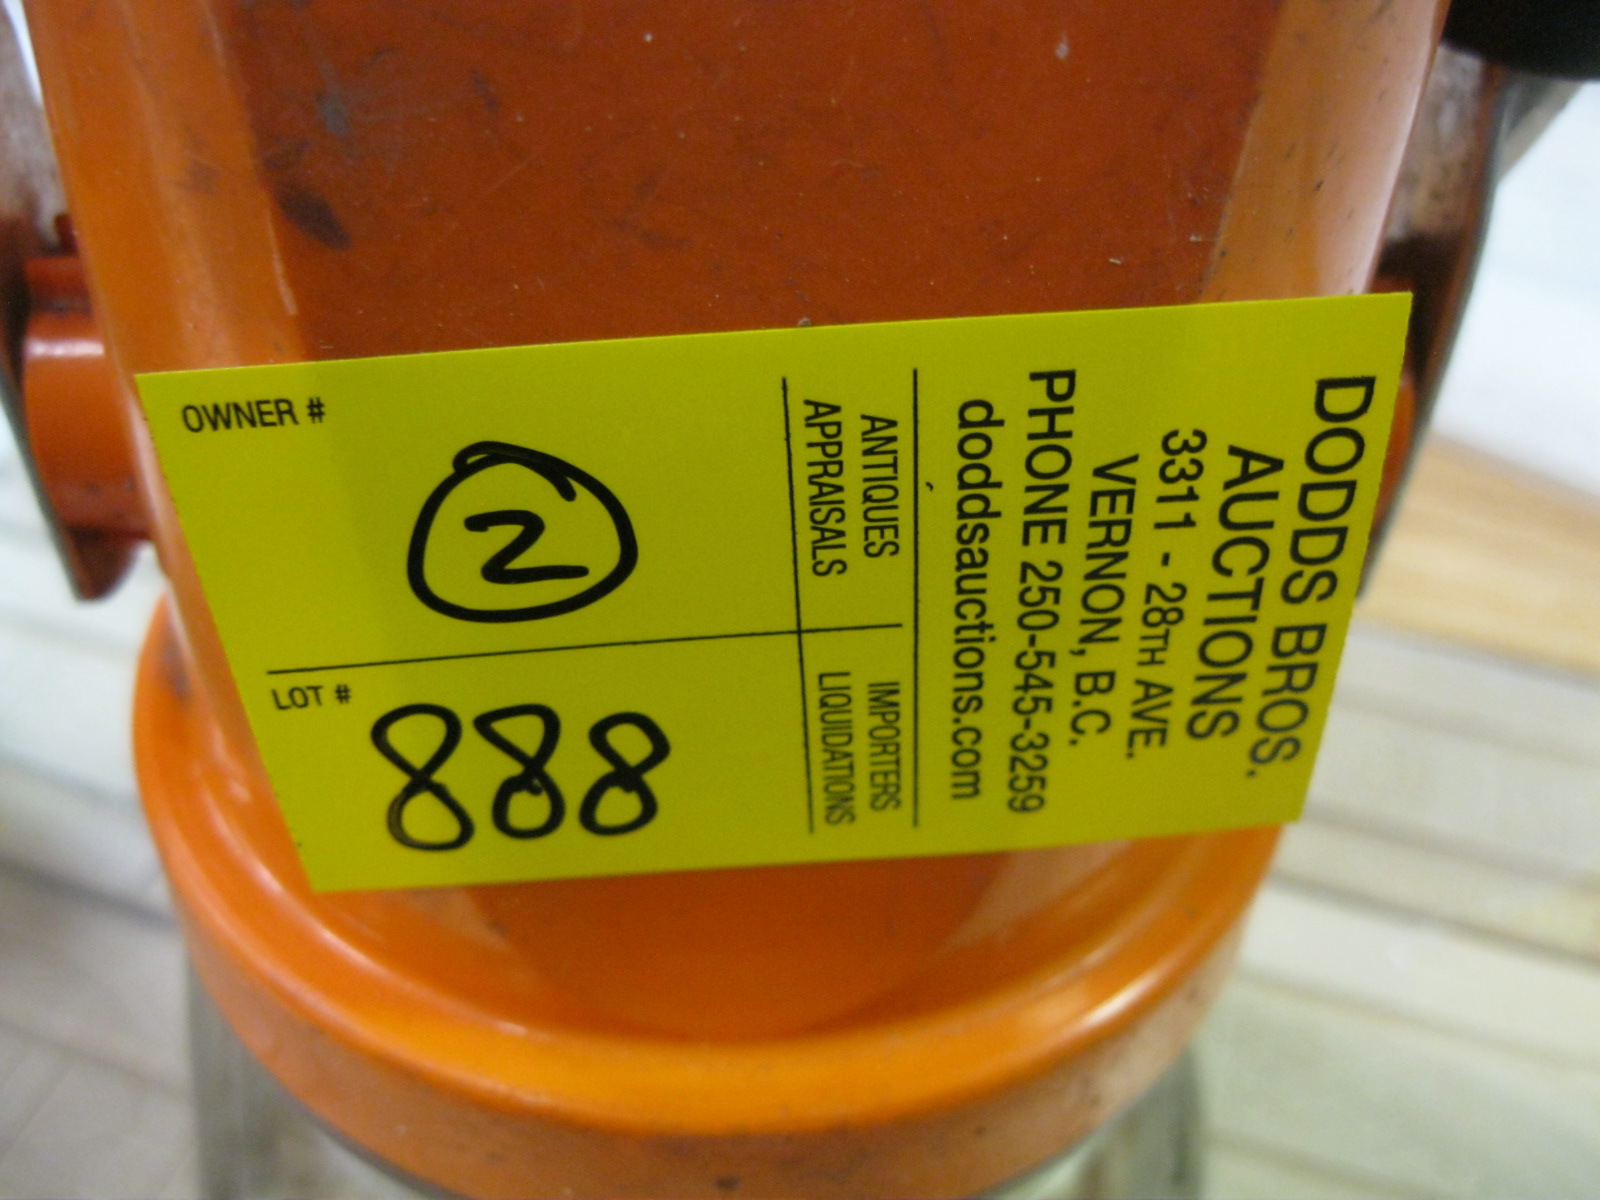 DODDS BROS.
AUCTIONS
3311 - 28TH AVE.
VERNON, B.C.
PHONE 250-545-3259
doddsauctions.com
ANTIQUES
APPRAISALS
IMPORTERS
LIQUIDATIONS
OWNER #
2
LOT #
888